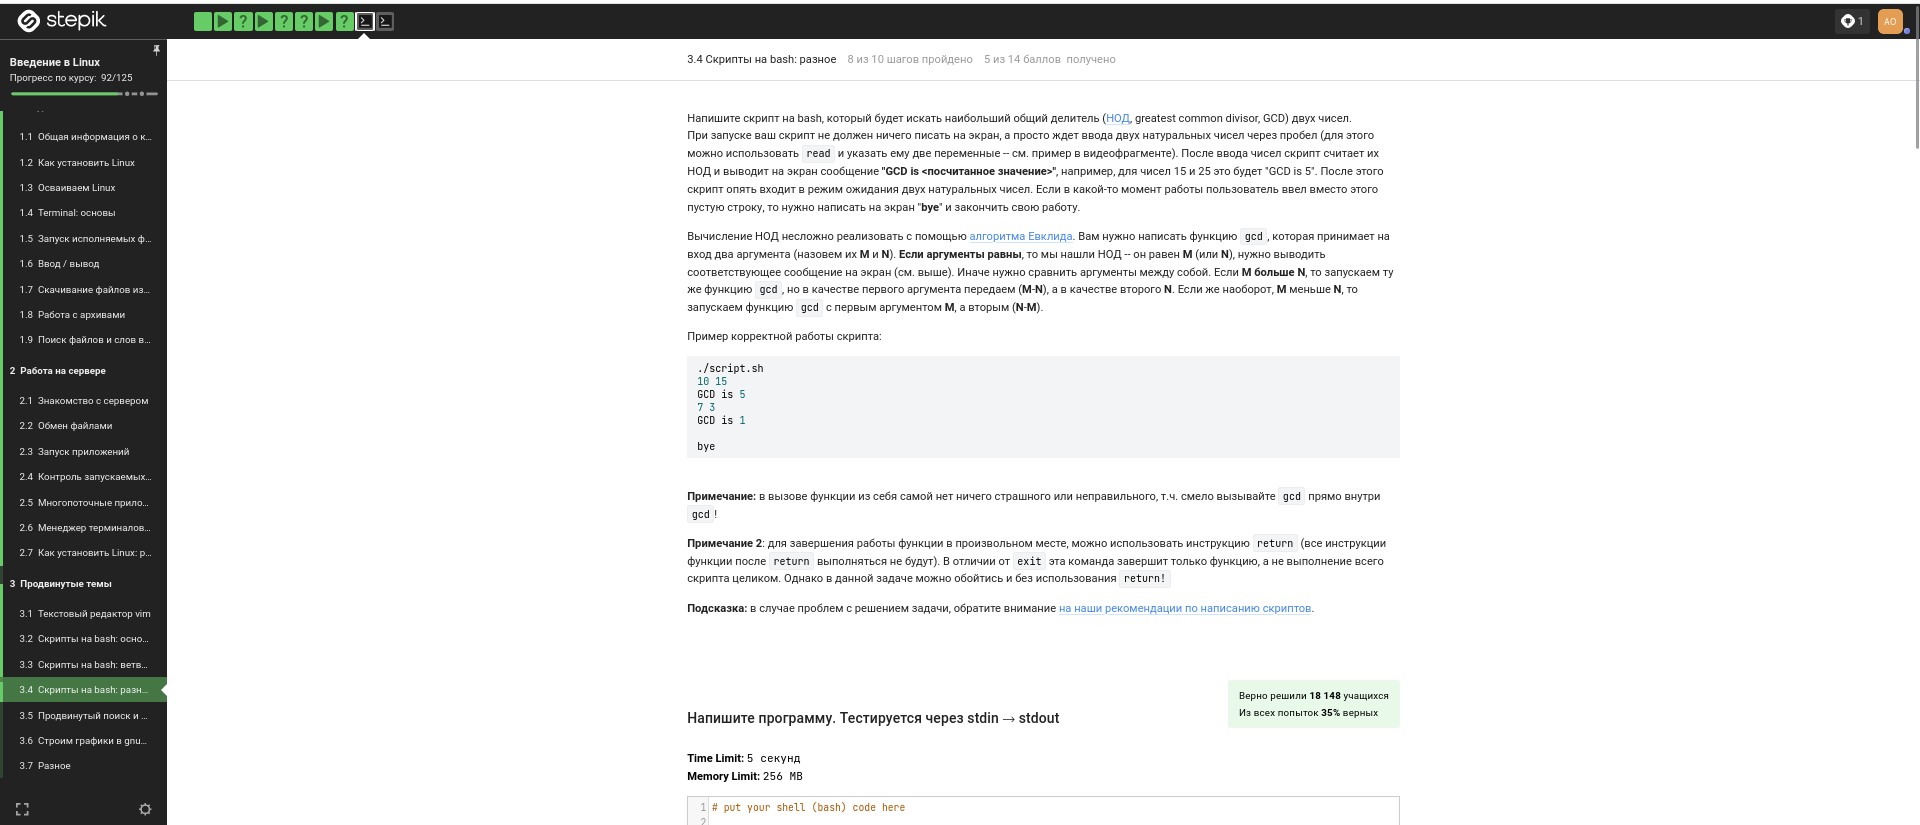 stepik
? ? ? ?
1
AO
Введение в Linux
Прогресс по курсу: 92/125
1.1 Общая информация о к...
1.2 Как установить Linux
1.3 Осваиваем Linux
1.4 Terminal: основы
1.5 Запуск исполняемых ф...
1.6 Ввод / вывод
1.7 Скачивание файлов из...
1.8 Работа с архивами
1.9 Поиск файлов и слов в...
2 Работа на сервере
2.1 Знакомство с сервером
2.2 Обмен файлами
2.3 Запуск приложений
2.4 Контроль запускаемых...
2.5 Многопоточные прило...
2.6 Менеджер терминалов...
2.7 Как установить Linux: р...
3 Продвинутые темы
3.1 Текстовый редактор vim
3.2 Скрипты на bash: осно...
3.3 Скрипты на bash: ветв...
3.4 Скрипты на bash: разн...
3.5 Продвинутый поиск и ...
3.6 Строим графики в gnu...
3.7 Разное
3.4 Скрипты на bash: разное 8 из 10 шагов пройдено 5 из 14 баллов получено
Напишите скрипт на bash, который будет искать наибольший общий делитель (НОД, greatest common divisor, GCD) двух чисел.
При запуске ваш скрипт не должен ничего писать на экран, а просто ждет ввода двух натуральных чисел через пробел (для этого
можно использовать read и указать ему две переменные -- см. пример в видеофрагменте). После ввода чисел скрипт считает их
НОД и выводит на экран сообщение "GCD is <посчитанное значение>", например, для чисел 15 и 25 это будет "GCD is 5". После этого
скрипт опять входит в режим ожидания двух натуральных чисел. Если в какой-то момент работы пользователь ввел вместо этого
пустую строку, то нужно написать на экран "bye" и закончить свою работу.
Вычисление НОД несложно реализовать с помощью алгоритма Евклида. Вам нужно написать функцию gcd, которая принимает на
вход два аргумента (назовем их M и N). Если аргументы равны, то мы нашли НОД -- он равен M (или N), нужно выводить
соответствующее сообщение на экран (см. выше). Иначе нужно сравнить аргументы между собой. Если M больше N, то запускаем ту
же функцию gcd, но в качестве первого аргумента передаем (M-N), а в качестве второго N. Если же наоборот, M меньше N, то
запускаем функцию gcd с первым аргументом M, а вторым (N-M).
Пример корректной работы скрипта:
./script.sh
10 15
GCD is 5
7 3
GCD is 1
bye
Примечание: в вызове функции из себя самой нет ничего страшного или неправильного, т.ч. смело вызывайте gcd прямо внутри
gcd!
Примечание 2: для завершения работы функции в произвольном месте, можно использовать инструкцию return (все инструкции
функции после return выполняться не будут). В отличии от exit эта команда завершит только функцию, а не выполнение всего
скрипта целиком. Однако в данной задаче можно обойтись и без использования return!
Подсказка: в случае проблем с решением задачи, обратите внимание на наши рекомендации по написанию скриптов.
Верно решили 18 148 учащихся
Из всех попыток 35% верных
Напишите программу. Тестируется через stdin → stdout
Time Limit: 5 секунд
Memory Limit: 256 MB
1 # put your shell (bash) code here
2